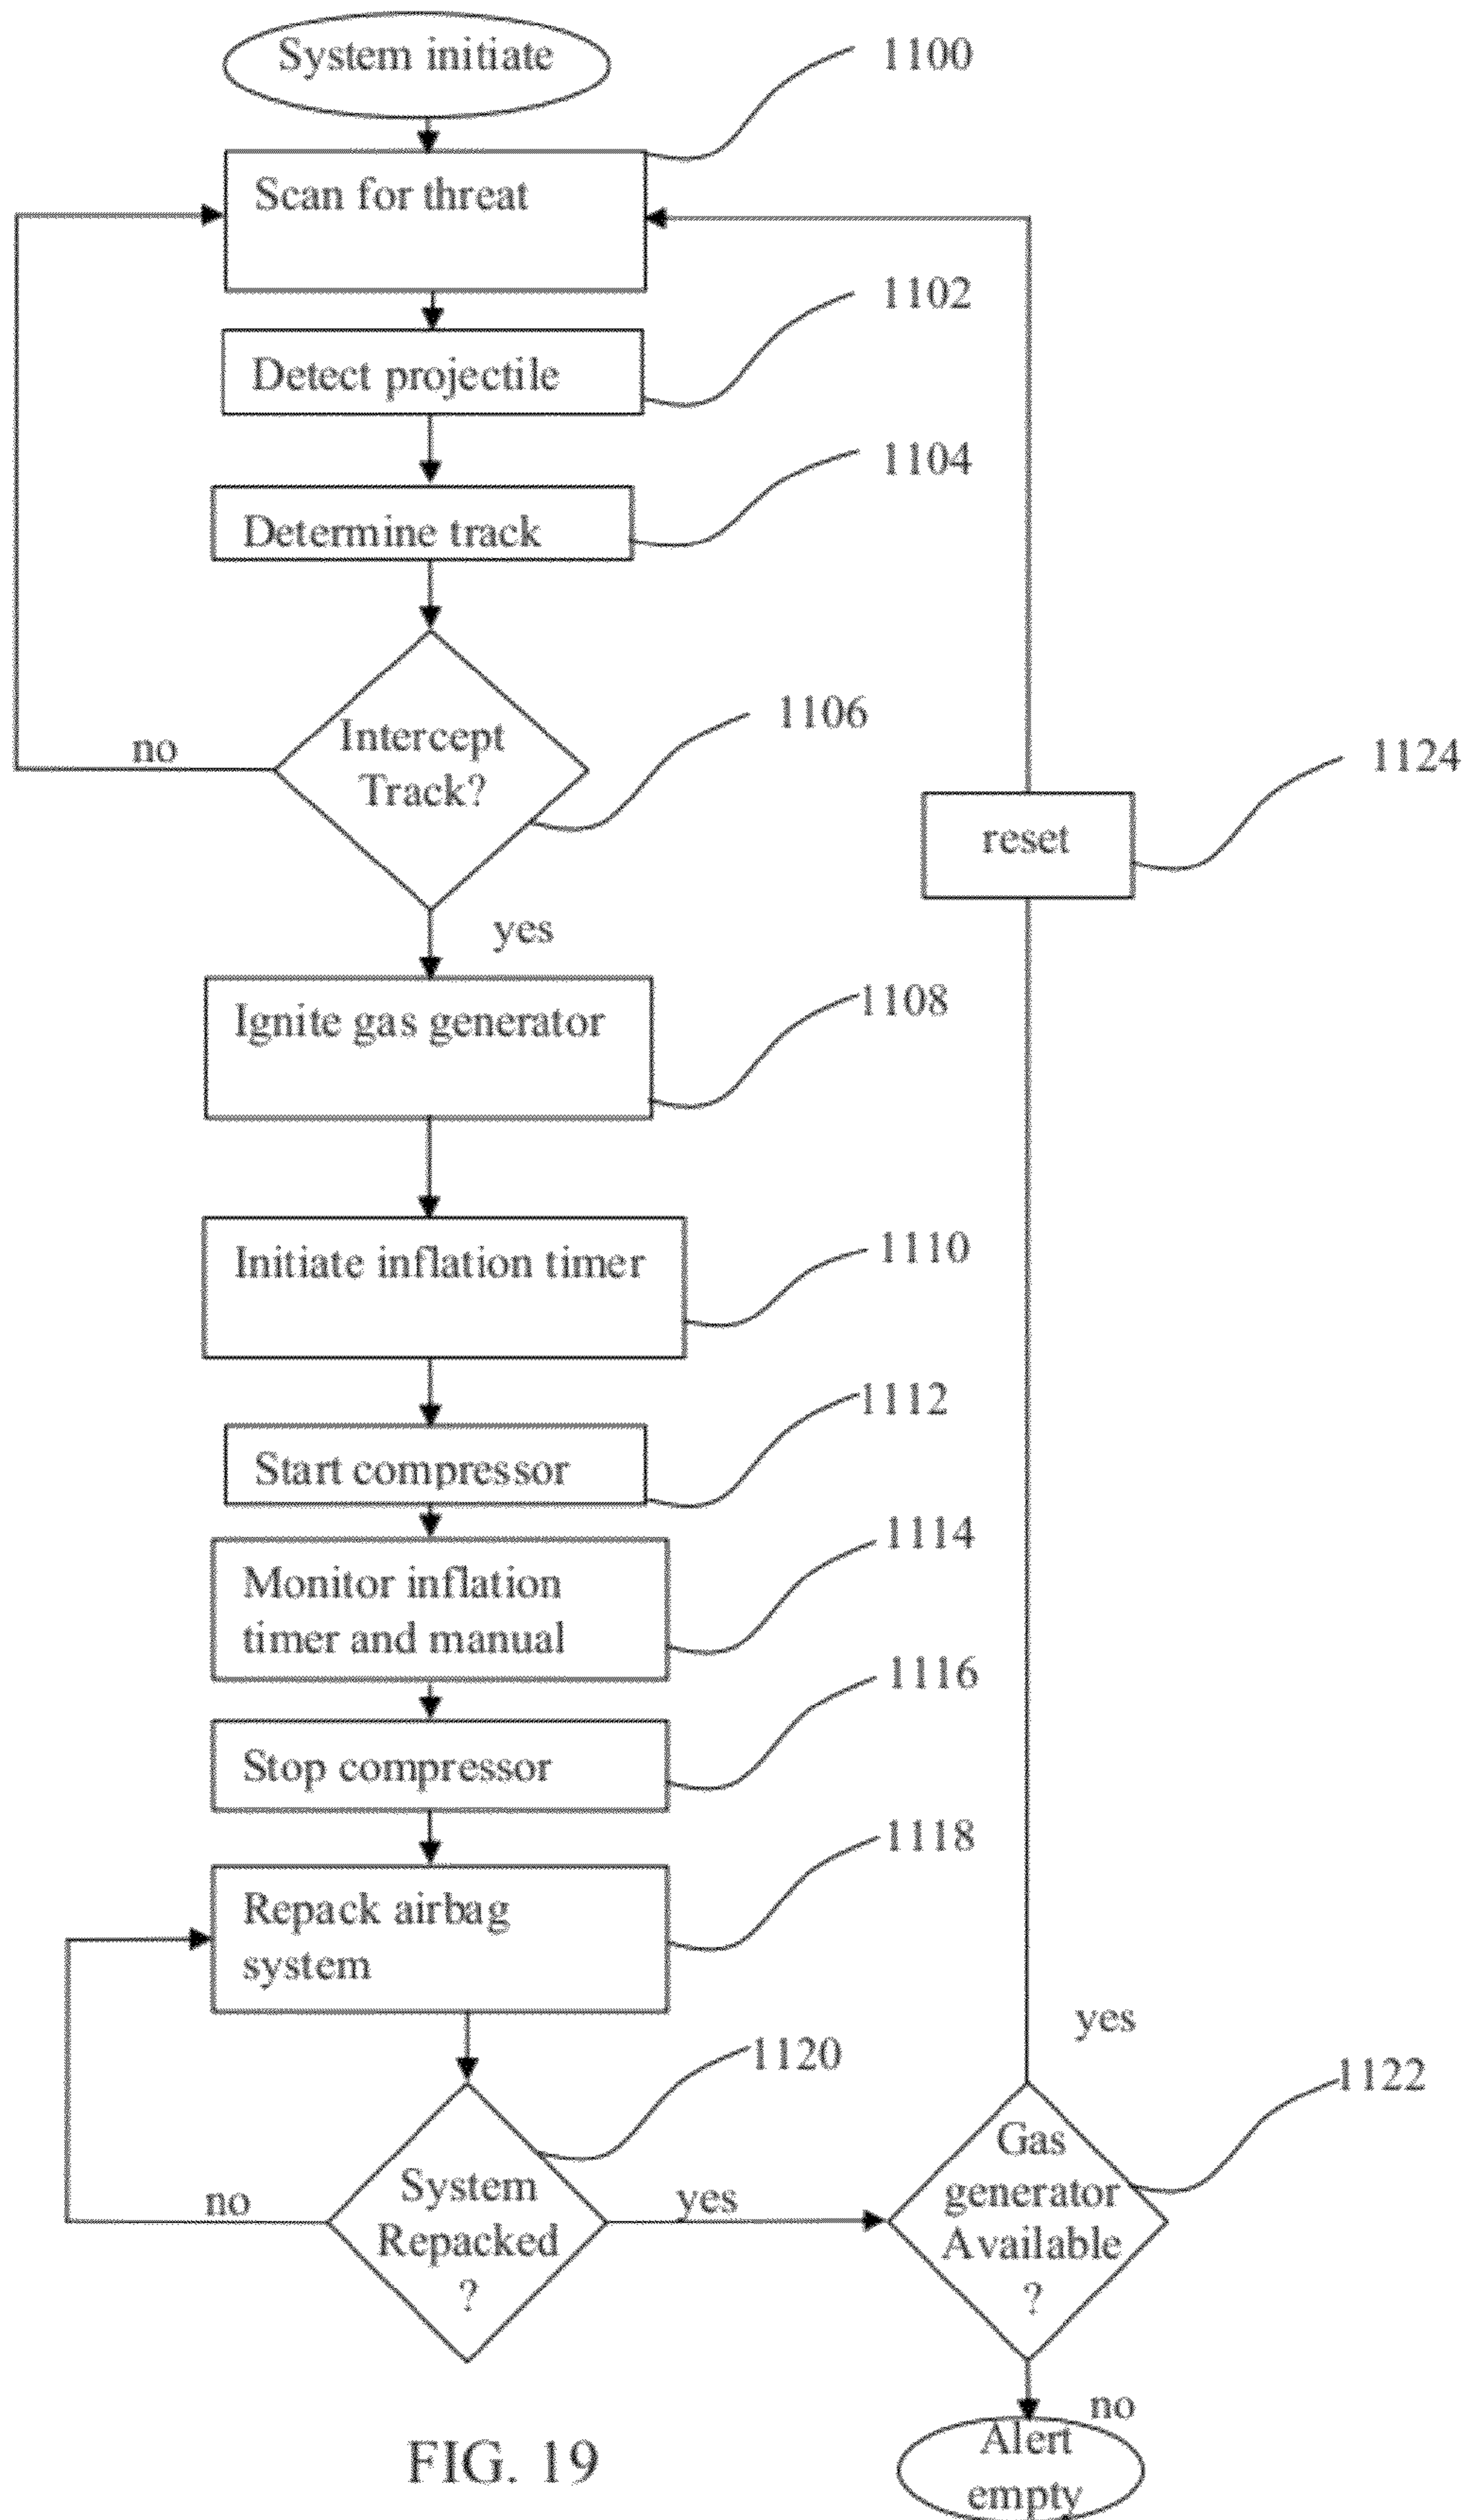 System initiate
1100
Scan for threat
1102
Detect projectile
1104
Determine track
1106
Intercept
Track?
no
1124
reset
yes
1108
Ignite gas generator
1110
Initiate inflation timer
1112
Start compressor
1114
Monitor inflation
timer and manual
1116
Stop compressor
1118
Repack airbag
system
yes
1120
1122
System
Repacked
?
no
yes
Gas
generator
Available
?
no
Alert
empty
FIG. 19